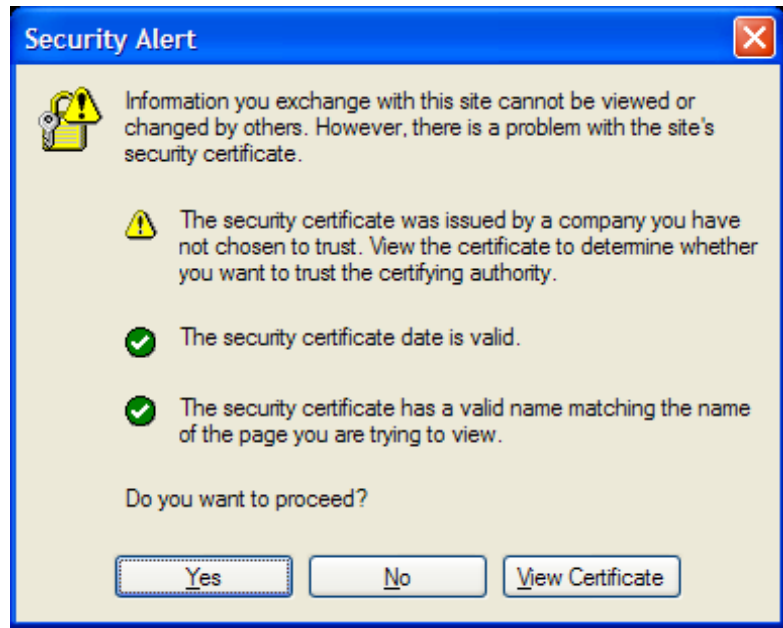 Security Alert
Information you exchange with this site cannot be viewed or
changed by others. However, there is a problem with the site's
security certificate.
The security certificate was issued by a company you have
not chosen to trust. View the certificate to determine whether
you want to trust the certifying authority.
The security certificate date is valid.
The security certificate has a valid name matching the name
of the page you are trying to view.
Do you want to proceed?
Yes No View Certificate